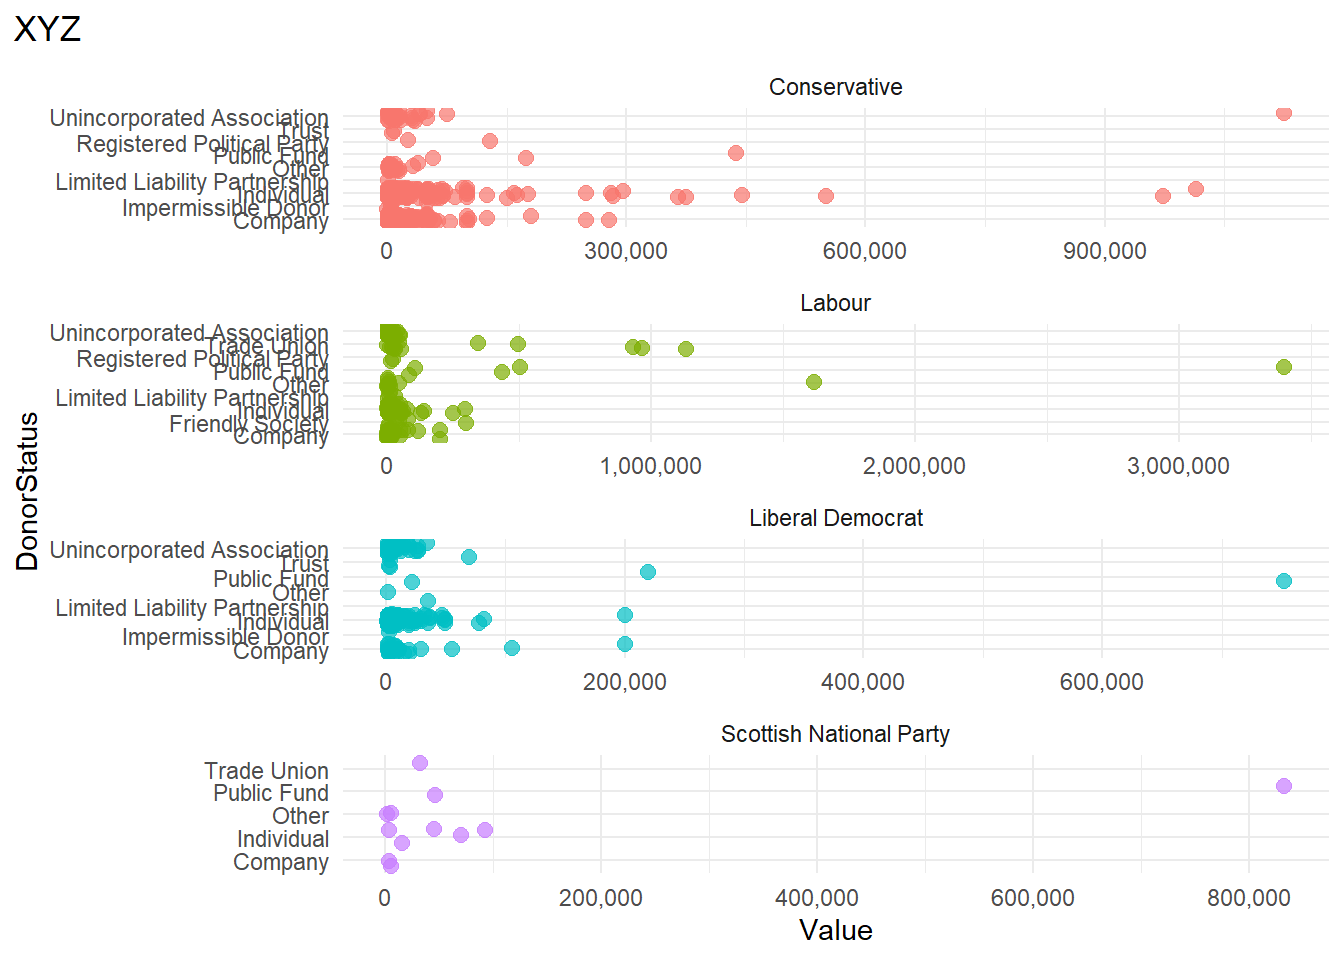 XYZ
Conservative
Unincorporated Association
Trust
Registered Political Party
Public Fund
Other
Limited Liability Partnership
Individual
Impermissible Donor
Company
0 300,000 600,000 900,000
Labour
Unincorporated Association
Trade Union
Registered Political Party
Public Fund
Other
Limited Liability Partnership
Individual
Friendly Society
Company
0 1,000,000 2,000,000 3,000,000
DonorStatus
Liberal Democrat
Unincorporated Association
Trust
Public Fund
Other
Limited Liability Partnership
Individual
Impermissible Donor
Company
0 200,000 400,000 600,000
Scottish National Party
Trade Union
Public Fund
Other
Individual
Company
0 200,000 400,000 600,000 800,000
Value